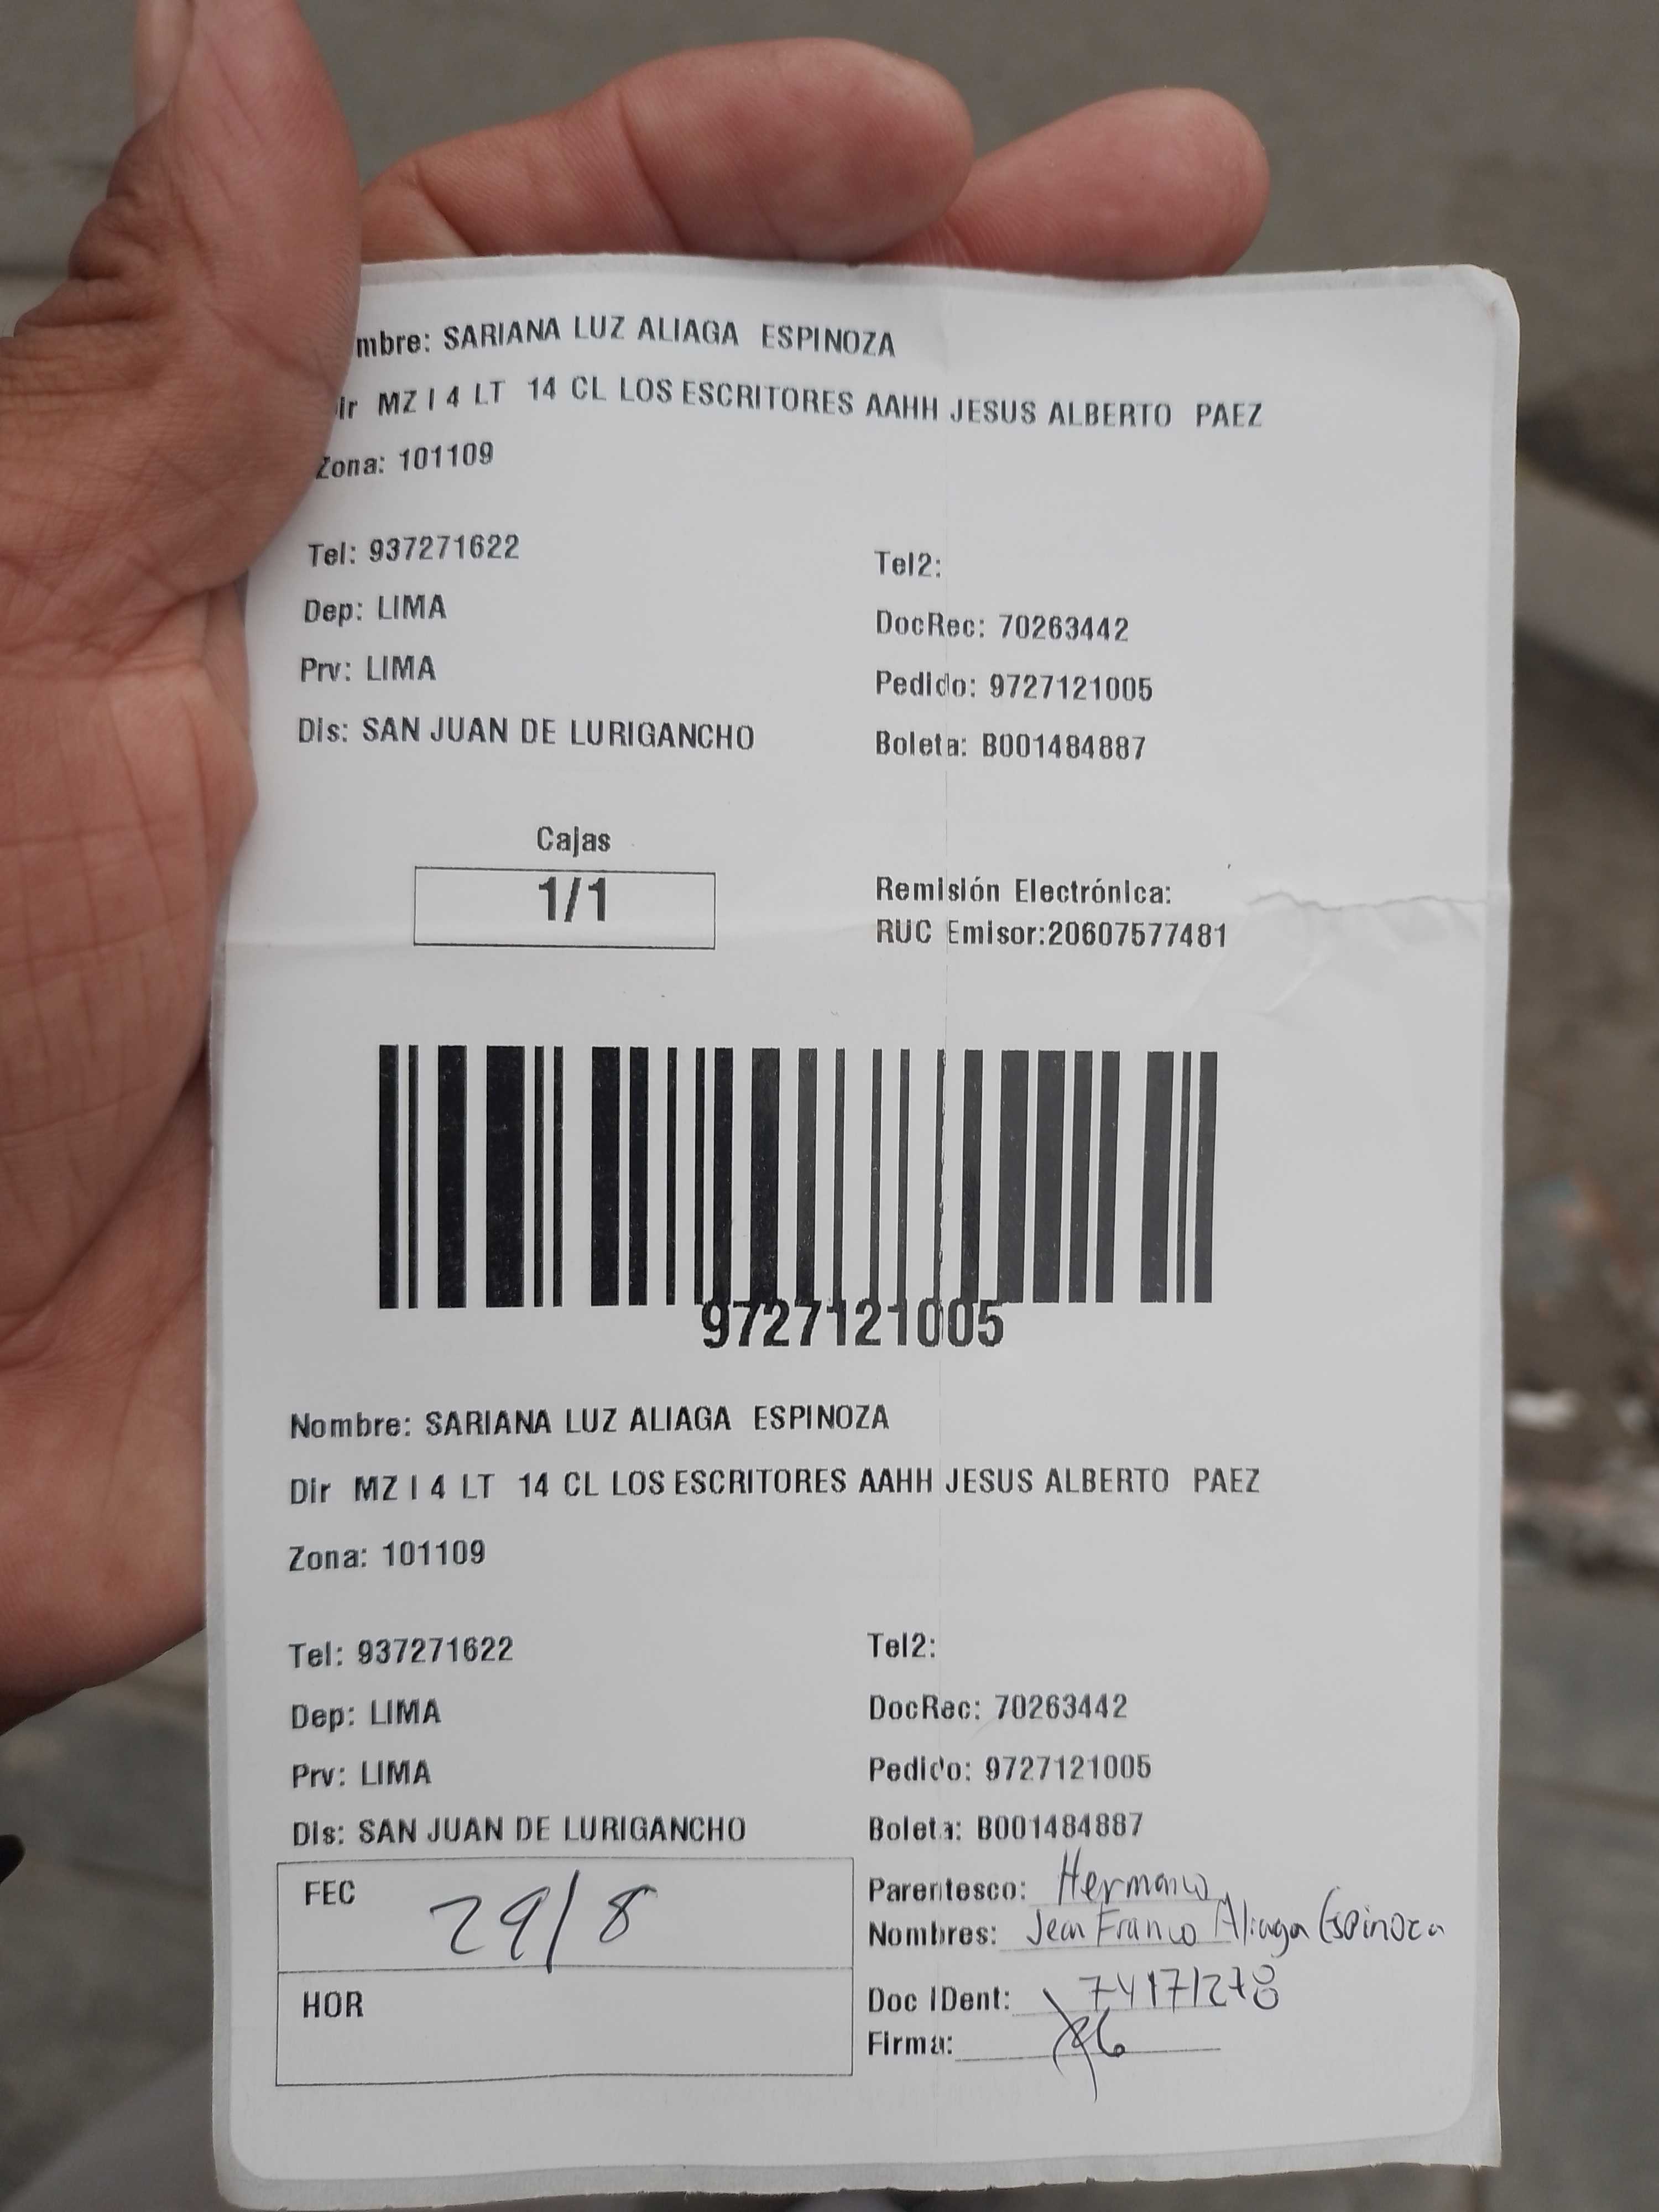 mbre: SARIANA LUZ ALIAGA ESPINOZA
ir MZ I 4 LT 14 CL LOS ESCRITORES AAHH JESUS ALBERTO PAEZ
Zona: 101109
Tel: 937271622 Tel2:
Dep: LIMA DocRec: 70263442
Prv: LIMA Pedido: 9727121005
Dis: SAN JUAN DE LURIGANCHO Boleta: B001484887
Cajas
1/1
Remisión Electrónica:
RUC Emisor:20607577481
9727121005
Nombre: SARIANA LUZ ALIAGA ESPINOZA
Dir MZ I 4 LT 14 CL LOS ESCRITORES AAHH JESUS ALBERTO PAEZ
Zona: 101109
Tel: 937271622 Tel2:
Dep: LIMA DocRec: 70263442
Prv: LIMA Pedido: 9727121005
Dis: SAN JUAN DE LURIGANCHO Boleta: B001484887
FEC 29/8
Parentesco: Hermano
Nombres: Jean Franco Aliaga Espinoza
HOR
Doc IDent: 74171278
Firma: